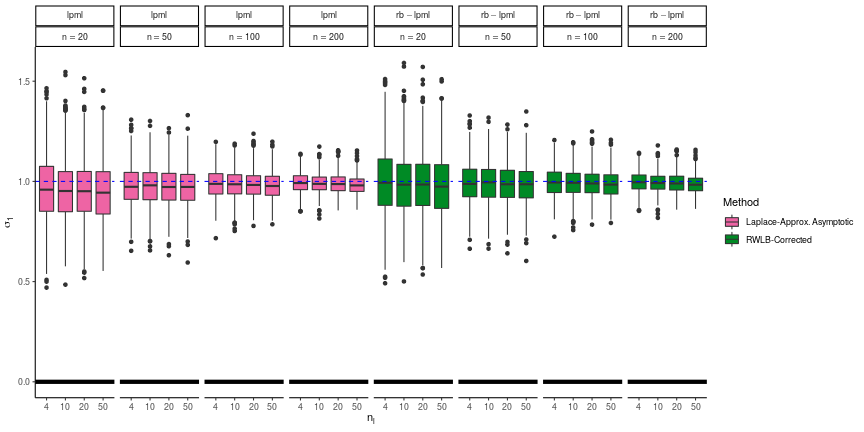 lpml lpml lpml lpml rb − lpml rb − lpml rb − lpml rb − lpml
n = 20 n = 50 n = 100 n = 200 n = 20 n = 50 n = 100 n = 200
1.5
1.0
0.5
0.0
σ1
4 10 20 50 4 10 20 50 4 10 20 50 4 10 20 50 4 10 20 50 4 10 20 50 4 10 20 50 4 10 20 50
ni
Method
Laplace-Approx. Asymptotic
RWLB-Corrected